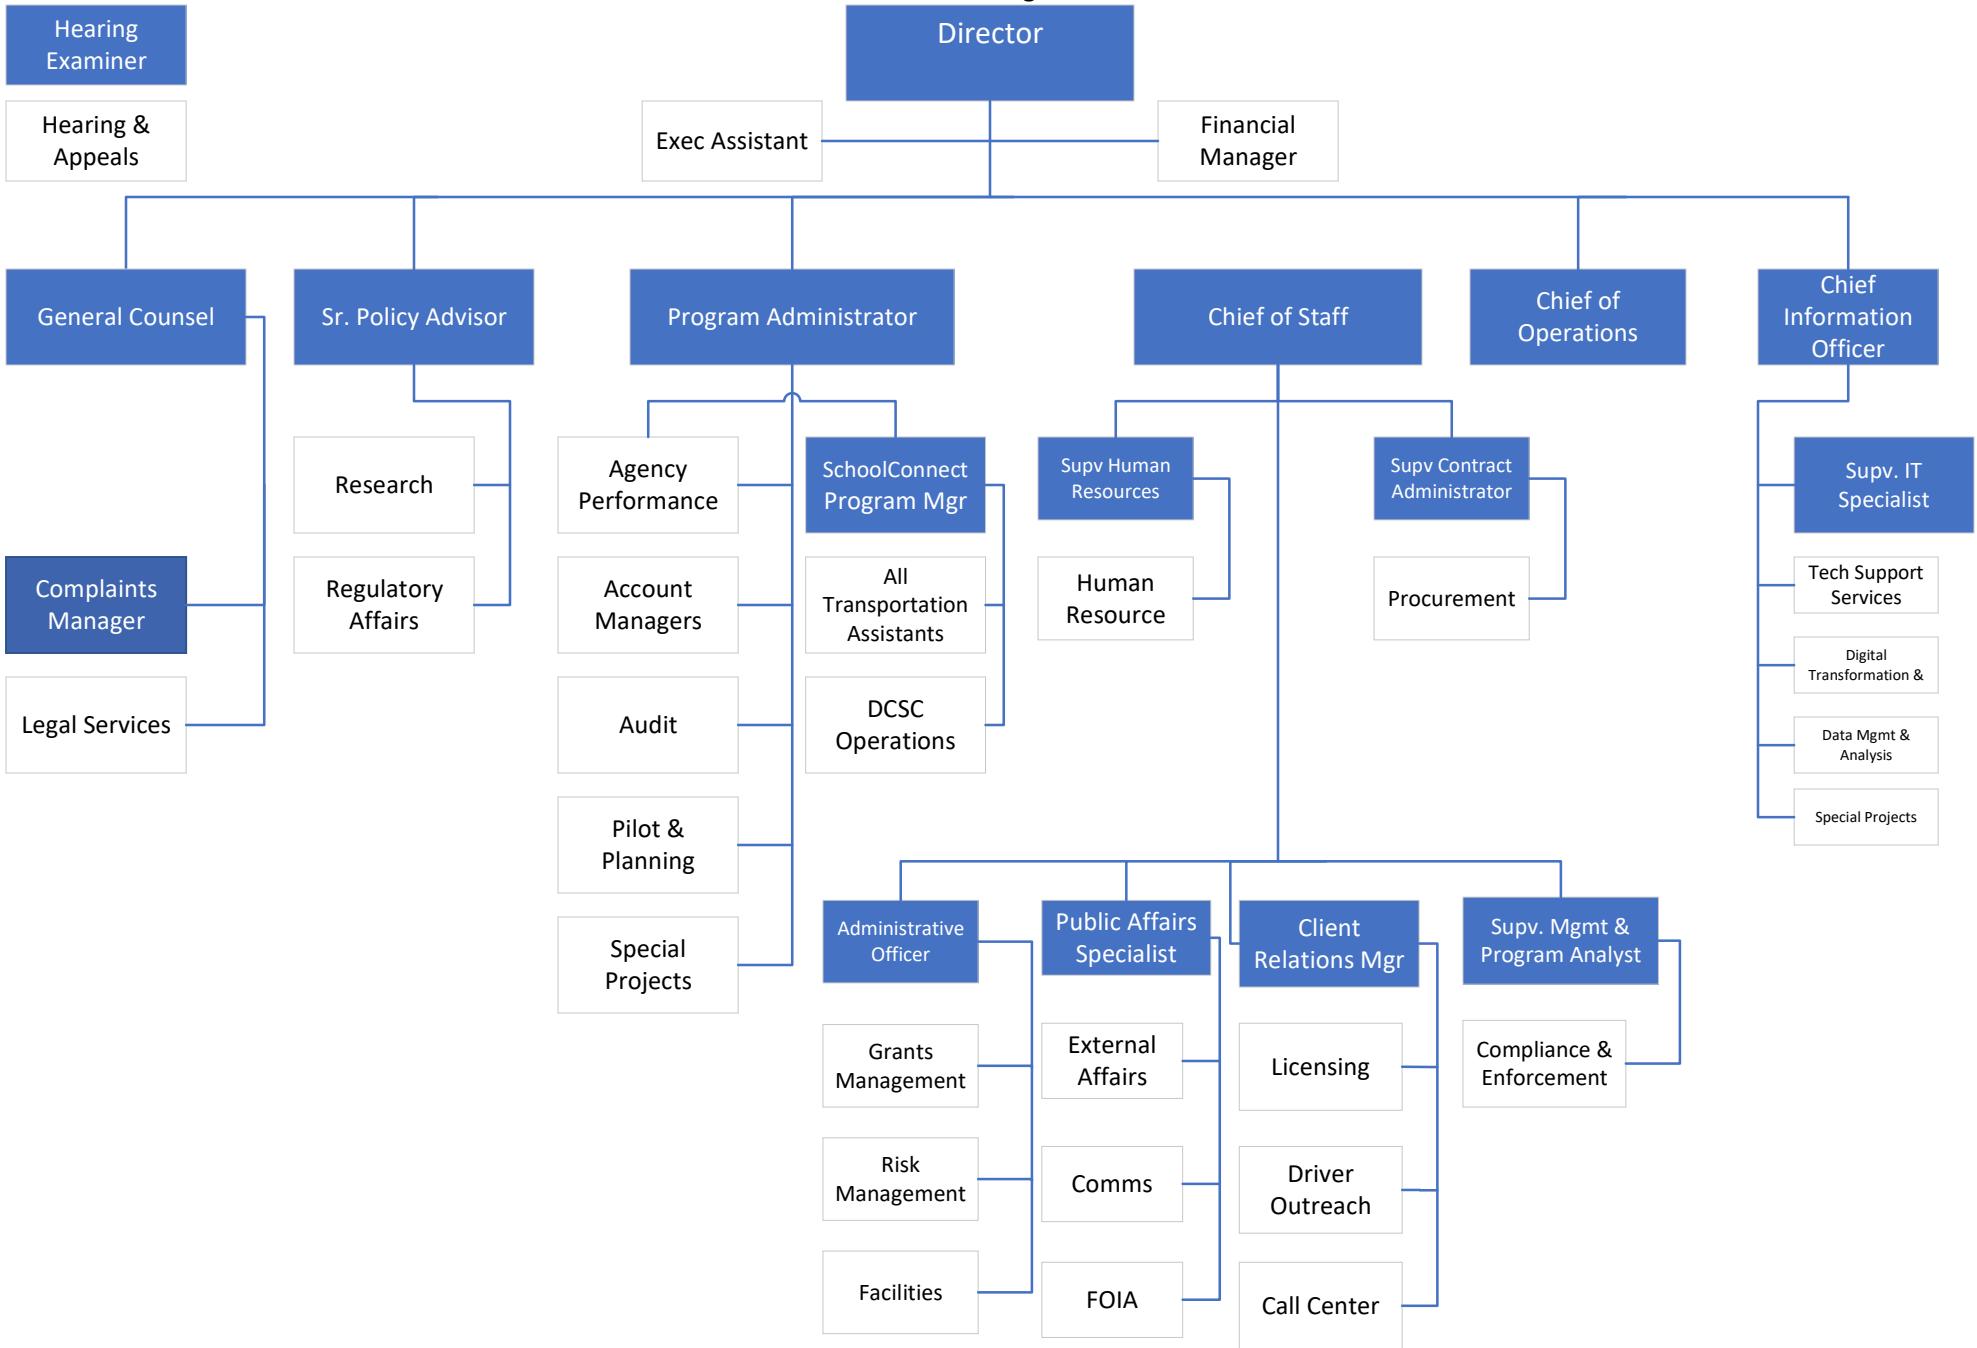 Hearing
Examiner
Director
Hearing &
Appeals
Exec Assistant
Financial
Manager
General Counsel
Sr. Policy Advisor
Program Administrator
Chief of Staff
Chief of
Operations
Chief
Information
Officer
Agency
Performance
SchoolConnect
Program Mgr
Supv Human
Resources
Supv Contract
Administrator
Supv. IT
Specialist
Research
Complaints
Manager
Regulatory
Affairs
Account
Managers
All
Transportation
Assistants
Human
Resource
Procurement
Tech Support
Services
Digital
Transformation &
Legal Services
Audit
DCSC
Operations
Data Mgmt &
Analysis
Special Projects
Pilot &
Planning
Special
Projects
Administrative
Officer
Public Affairs
Specialist
Client
Relations Mgr
Supv. Mgmt &
Program Analyst
Grants
Management
External
Affairs
Licensing
Compliance &
Enforcement
Risk
Management
Comms
Driver
Outreach
Facilities
FOIA
Call Center